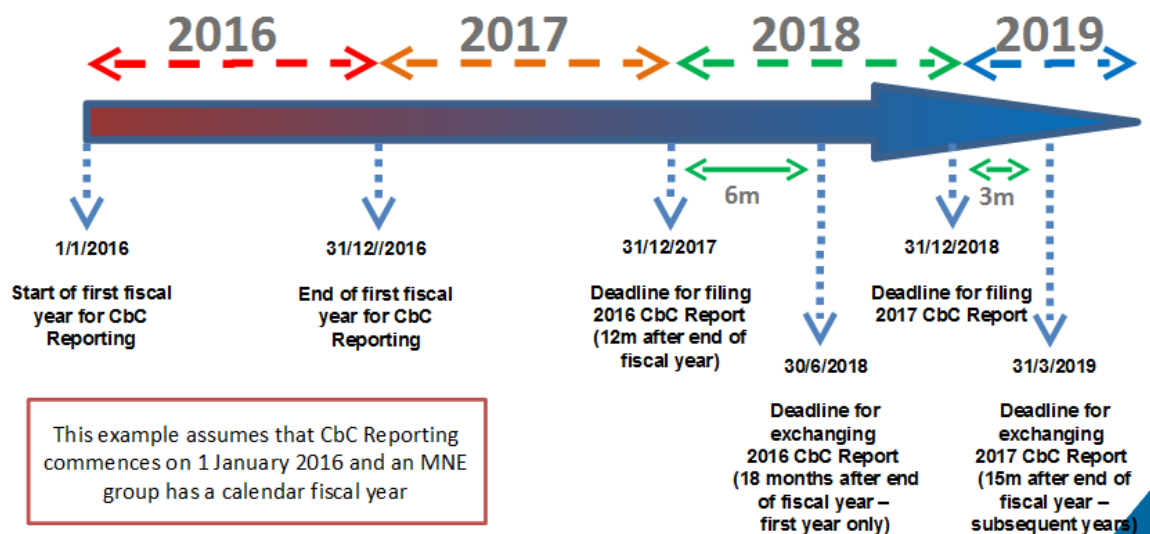 2016
2017
2018
2019
6m
3m
1/1/2016
Start of first fiscal
year for CbC
Reporting
31/12//2016
End of first fiscal
year for CbC
Reporting
31/12/2017
Deadline for filing
2016 CbC Report
(12m after end of
fiscal year)
30/6/2018
Deadline for
exchanging
2016 CbC Report
(18 months after end
of fiscal year –
first year only)
31/12/2018
Deadline for filing
2017 CbC Report
31/3/2019
Deadline for
exchanging
2017 CbC Report
(15m after end of
fiscal year –
subsequent years)
This example assumes that CbC Reporting
commences on 1 January 2016 and an MNE
group has a calendar fiscal year